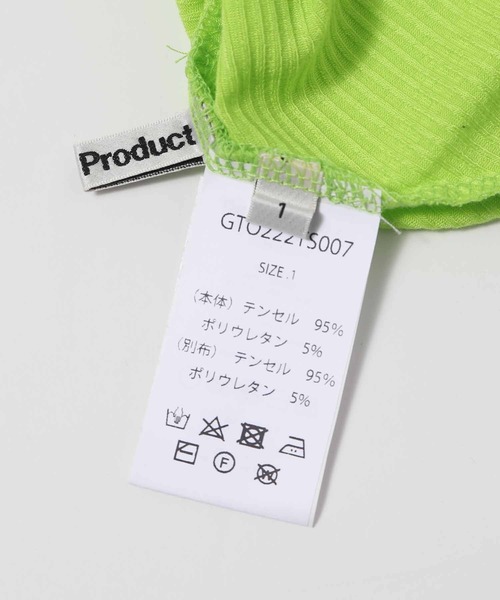 Product
1
GTO222TS007
SIZE .1
(本体) テンセル 95%
ポリウレタン 5%
(別布) テンセル 95%
ポリウレタン 5%
F
W